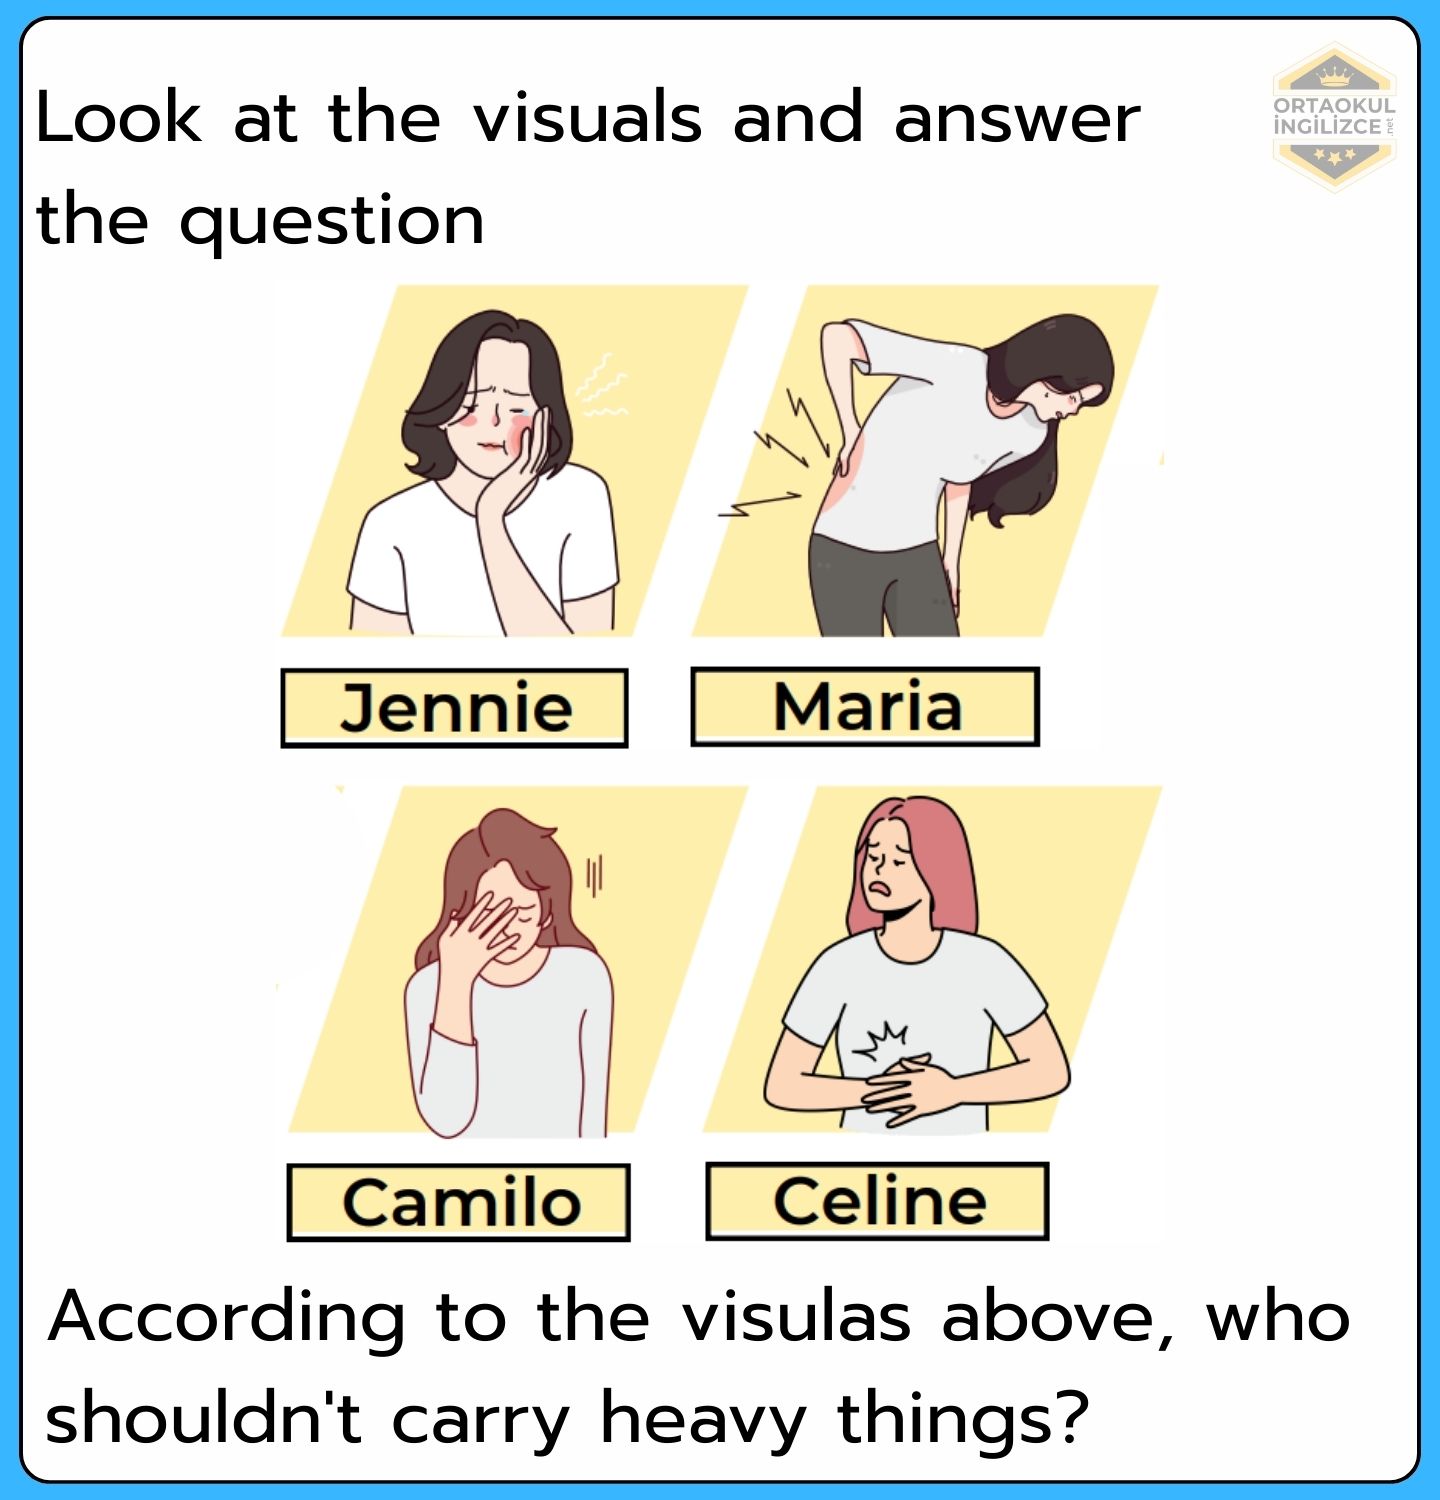 Look at the visuals and answer
the question
ORTAOKUL
İNGİLİZCE.net
Jennie
Maria
Camilo
Celine
According to the visulas above, who
shouldn't carry heavy things?